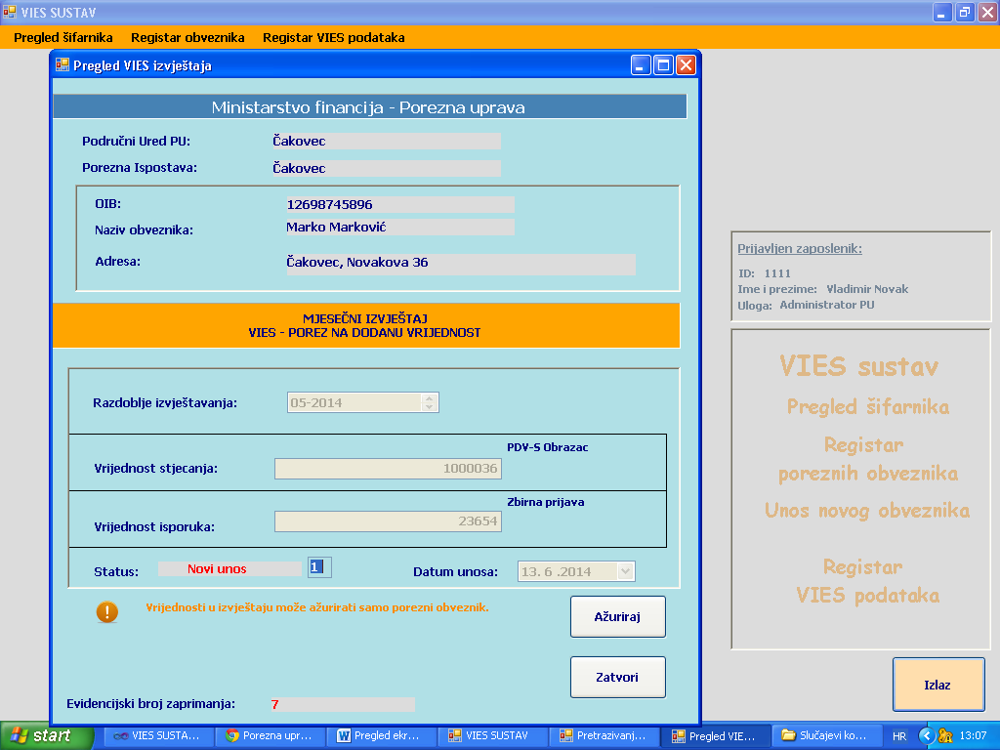 VIES SUSTAV
Pregled šifarnika Registar obveznika Registar VIES podataka
Pregled VIES izvještaja
Ministarstvo financija - Porezna uprava
Područni Ured PU: Čakovec
Porezna Ispostava: Čakovec
OIB: 12698745896
Naziv obveznika: Marko Marković
Adresa: Čakovec, Novakova 36
MJESEČNI IZVJEŠTAJ
VIES - POREZ NA DODANU VRIJEDNOST
Razdoblje izvještavanja: 05-2014
PDV-S Obrazac
Vrijednost stjecanja: 1000036
Zbirna prijava
Vrijednost isporuka: 23654
Status: Novi unos 1 Datum unosa: 13. 6 .2014
Vrijednosti u izvještaju može ažurirati samo porezni obveznik.
Ažuriraj
Zatvori
Evidencijski broj zaprimanja: 7
Prijavljen zaposlenik:
ID: 1111
Ime i prezime: Vladimir Novak
Uloga: Administrator PU
VIES sustav
Pregled šifarnika
Registar
poreznih obveznika
Unos novog obveznika
Registar
VIES podataka
Izlaz
start VIES SUSTA... Porezna upr... Pregled ekr... VIES SUSTAV Pretrazivanj... Pregled VIE... Slučajevi ko... HR 13:07